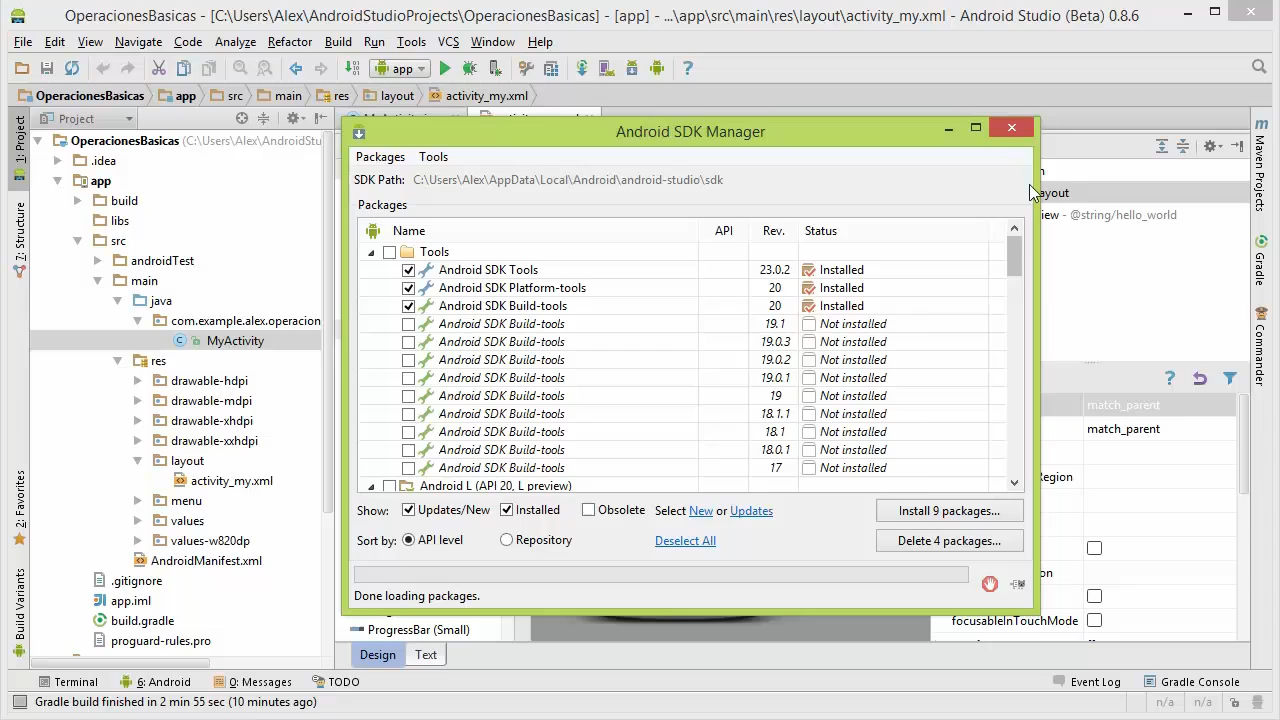 OperacionesBasicas - [C:\Users\Alex\AndroidStudioProjects\OperacionesBasicas] - [app] - ...\app\src\main\res\layout\activity_my.xml - Android Studio (Beta) 0.8.6
File Edit View Navigate Code Analyze Refactor Build Run Tools VCS Window Help
app
OperacionesBasicas app src main res layout activity_my.xml
Project
1: Project
7: Structure
2: Favorites
Build Variants
OperacionesBasicas (C:\Users\Alex\AndroidStu
.idea
app
build
libs
src
androidTest
main
java
com.example.alex.operacion
MyActivity
res
drawable-hdpi
drawable-mdpi
drawable-xhdpi
drawable-xxhdpi
layout
activity_my.xml
menu
values
values-w820dp
AndroidManifest.xml
.gitignore
app.iml
build.gradle
proguard-rules.pro
Android SDK Manager
Packages Tools
SDK Path: C:\Users\Alex\AppData\Local\Android\android-studio\sdk
Packages
Name API Rev. Status
Tools
Android SDK Tools 23.0.2 Installed
Android SDK Platform-tools 20 Installed
Android SDK Build-tools 20 Installed
Android SDK Build-tools 19.1 Not installed
Android SDK Build-tools 19.0.3 Not installed
Android SDK Build-tools 19.0.2 Not installed
Android SDK Build-tools 19.0.1 Not installed
Android SDK Build-tools 19 Not installed
Android SDK Build-tools 18.1.1 Not installed
Android SDK Build-tools 18.1 Not installed
Android SDK Build-tools 18.0.1 Not installed
Android SDK Build-tools 17 Not installed
Android L (API 20, L preview)
Show: Updates/New Installed Obsolete Select New or Updates Install 9 packages...
Sort by: API level Repository Deselect All Delete 4 packages...
Done loading packages.
ayout
iew - @string/hello_world
match_parent
match_parent
Region
on
focusableInTouchMode
Maven Projects
Gradle
Commander
ProgressBar (Small)
Design Text
Terminal 6: Android 0: Messages TODO Event Log Gradle Console
Gradle build finished in 2 min 55 sec (10 minutes ago) n/a n/a